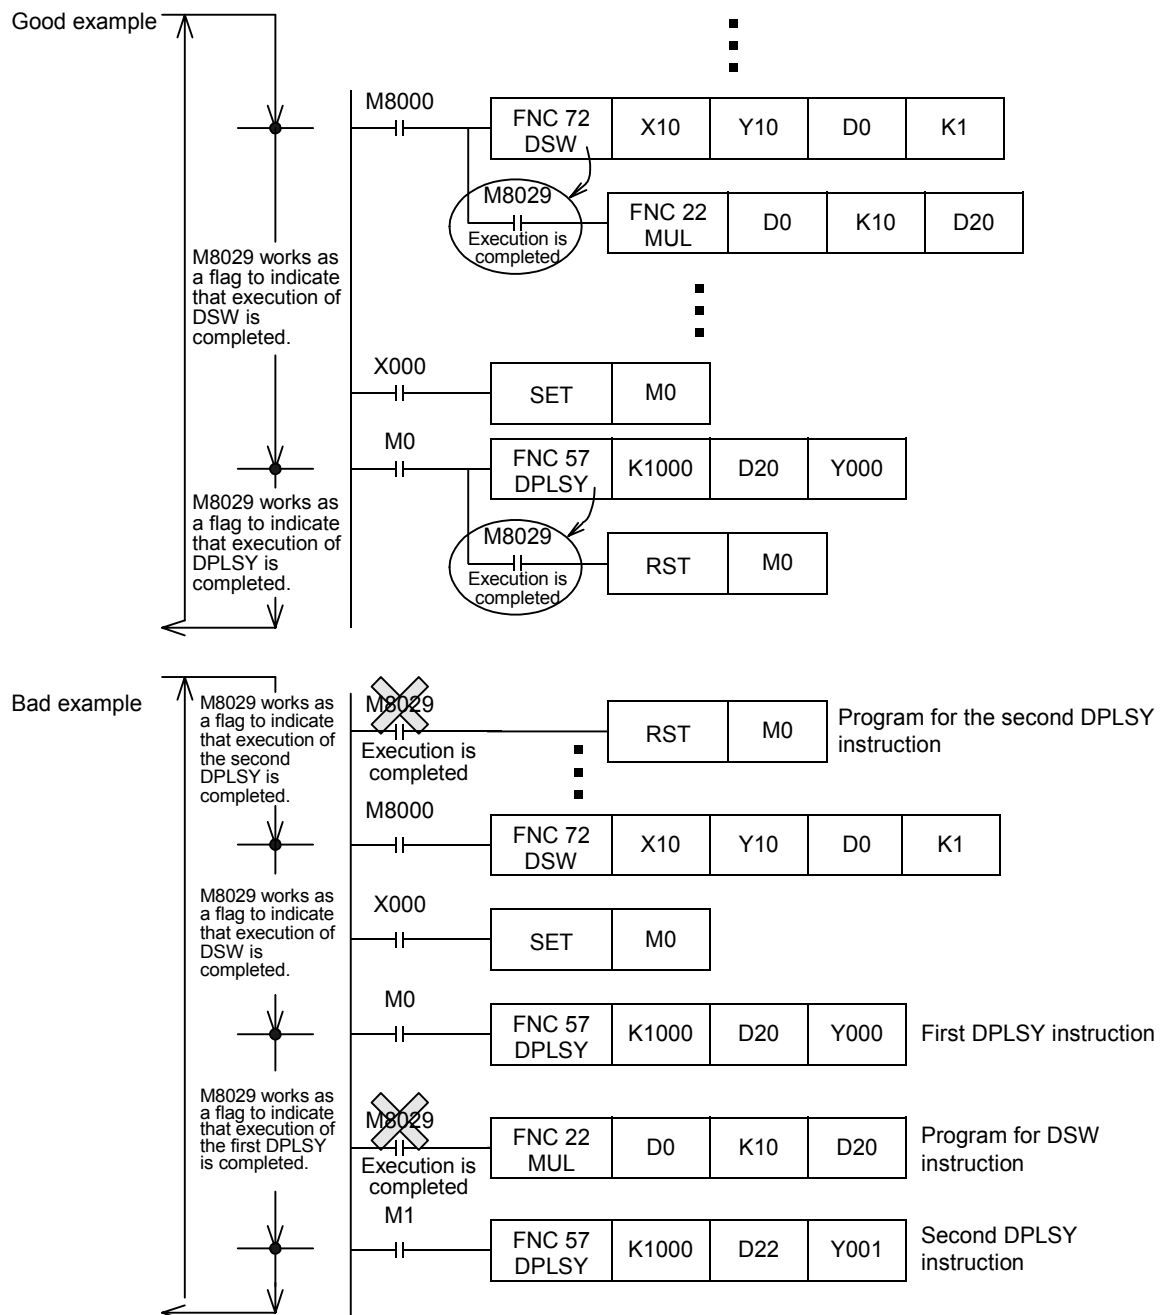 Good example
M8000
FNC 72
DSW
X10
Y10
D0
K1
M8029
Execution is
completed
FNC 22
MUL
D0
K10
D20
M8029 works as
a flag to indicate
that execution of
DSW is
completed.
X000
SET
M0
M0
FNC 57
DPLSY
K1000
D20
Y000
M8029 works as
a flag to indicate
that execution of
DPLSY is
completed.
M8029
Execution is
completed
RST
M0
Bad example
M8029 works as
a flag to indicate
that execution of
the second
DPLSY is
completed.
M8029
Execution is
completed
RST
M0
Program for the second DPLSY
instruction
M8000
FNC 72
DSW
X10
Y10
D0
K1
M8029 works as
a flag to indicate
that execution of
DSW is
completed.
X000
SET
M0
M0
FNC 57
DPLSY
K1000
D20
Y000
First DPLSY instruction
M8029 works as
a flag to indicate
that execution of
the first DPLSY
is completed.
M8029
Execution is
completed
FNC 22
MUL
D0
K10
D20
Program for DSW
instruction
M1
FNC 57
DPLSY
K1000
D22
Y001
Second DPLSY
instruction